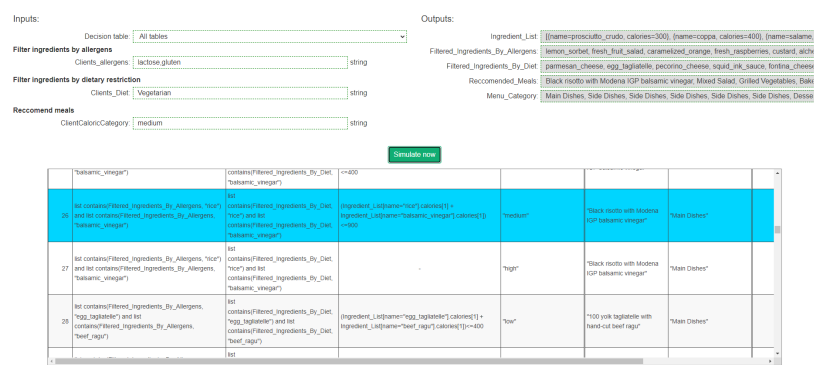 Inputs:
Outputs:
Decision table: All tables
Filter ingredients by allergens
Clients_allergens: lactose,gluten string
Filter ingredients by dietary restriction
Clients_Diet: Vegetarian string
Reccomend meals
ClientCaloricCategory: medium string
Ingredient_List: [{name=prosciutto_crudo, calories=300}, {name=coppa, calories=400}, {name=salame,
Filtered_Ingredients_By_Allergens: lemon_sorbet, fresh_fruit_salad, caramelized_orange, fresh_raspberries, custard, alche
Filtered_Ingredients_By_Diet: parmesan_cheese, egg_tagliatelle, pecorino_cheese, squid_ink_sauce, fontina_cheese
Reccomended_Meals: Black risotto with Modena IGP balsamic vinegar, Mixed Salad, Grilled Vegetables, Bake
Menu_Category: Main Dishes, Side Dishes, Side Dishes, Side Dishes, Side Dishes, Side Dishes, Desse
Simulate now
"balsamic_vinegar")
contains(Filtered_Ingredients_By_Diet,
"balsamic_vinegar")
<=400
26
list contains(Filtered_Ingredients_By_Allergens, "rice")
and list contains(Filtered_Ingredients_By_Allergens,
"balsamic_vinegar")
list
contains(Filtered_Ingredients_By_Diet,
"rice") and list
contains(Filtered_Ingredients_By_Diet,
"balsamic_vinegar")
(Ingredient_List[name="rice"].calories[1] +
Ingredient_List[name="balsamic_vinegar"].calories[1])
<=900
"medium"
"Black risotto with Modena
IGP balsamic vinegar"
"Main Dishes"
27
list contains(Filtered_Ingredients_By_Allergens, "rice")
and list contains(Filtered_Ingredients_By_Allergens,
"balsamic_vinegar")
list
contains(Filtered_Ingredients_By_Diet,
"rice") and list
contains(Filtered_Ingredients_By_Diet,
"balsamic_vinegar")
-
"high"
"Black risotto with Modena
IGP balsamic vinegar"
"Main Dishes"
28
list contains(Filtered_Ingredients_By_Allergens,
"egg_tagliatelle") and list
contains(Filtered_Ingredients_By_Allergens,
"beef_ragu")
list
contains(Filtered_Ingredients_By_Diet,
"egg_tagliatelle") and list
contains(Filtered_Ingredients_By_Diet,
"beef_ragu")
(Ingredient_List[name="egg_tagliatelle"].calories[1] +
Ingredient_List[name="beef_ragu"].calories[1])<=400
"low"
"100 yolk tagliatelle with
hand-cut beef ragu"
"Main Dishes"
list